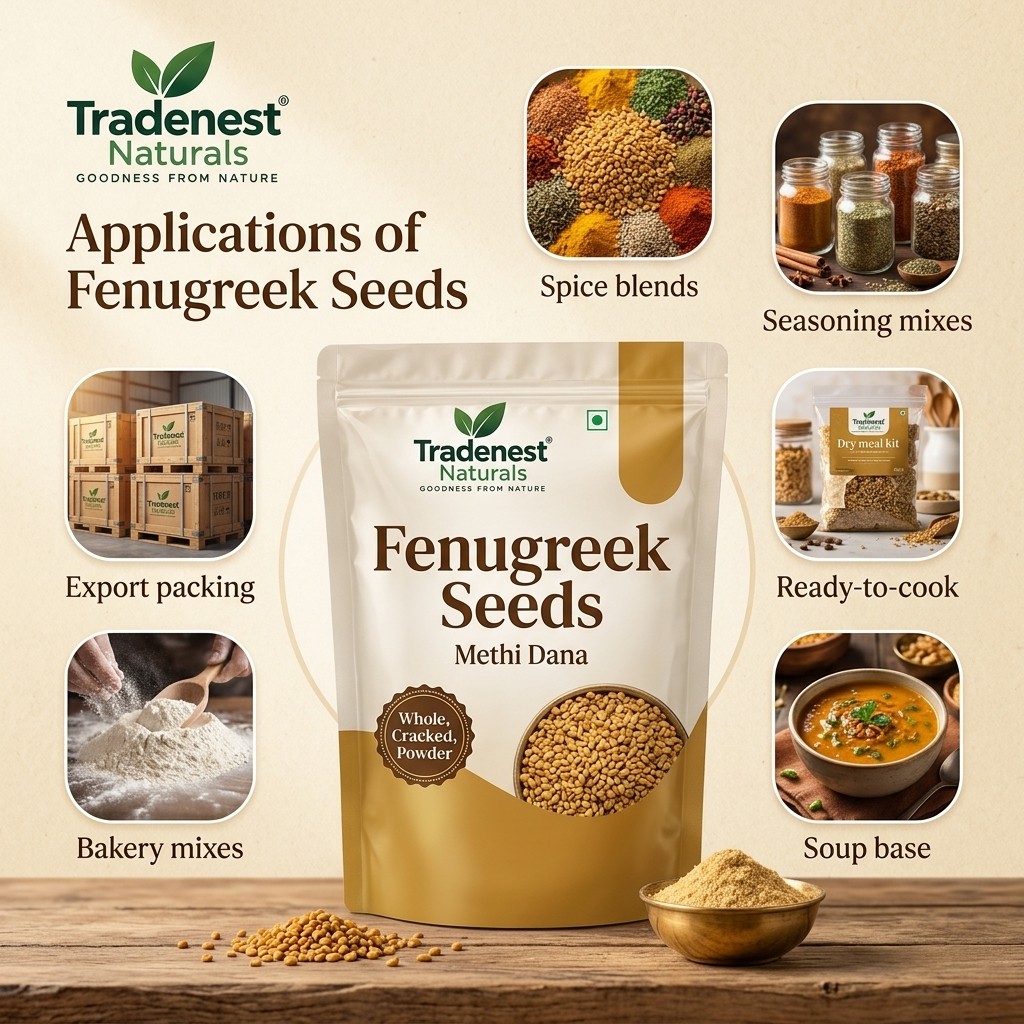 Tradenest®
Naturals
GOODNESS FROM NATURE
Applications of
Fenugreek Seeds
Spice blends
Seasoning mixes
Export packing
Tradenest®
Naturals
GOODNESS FROM NATURE
Fenugreek
Seeds
Methi Dana
Whole,
Cracked,
Powder
Dry meal kit
Ready-to-cook
Bakery mixes
Soup base